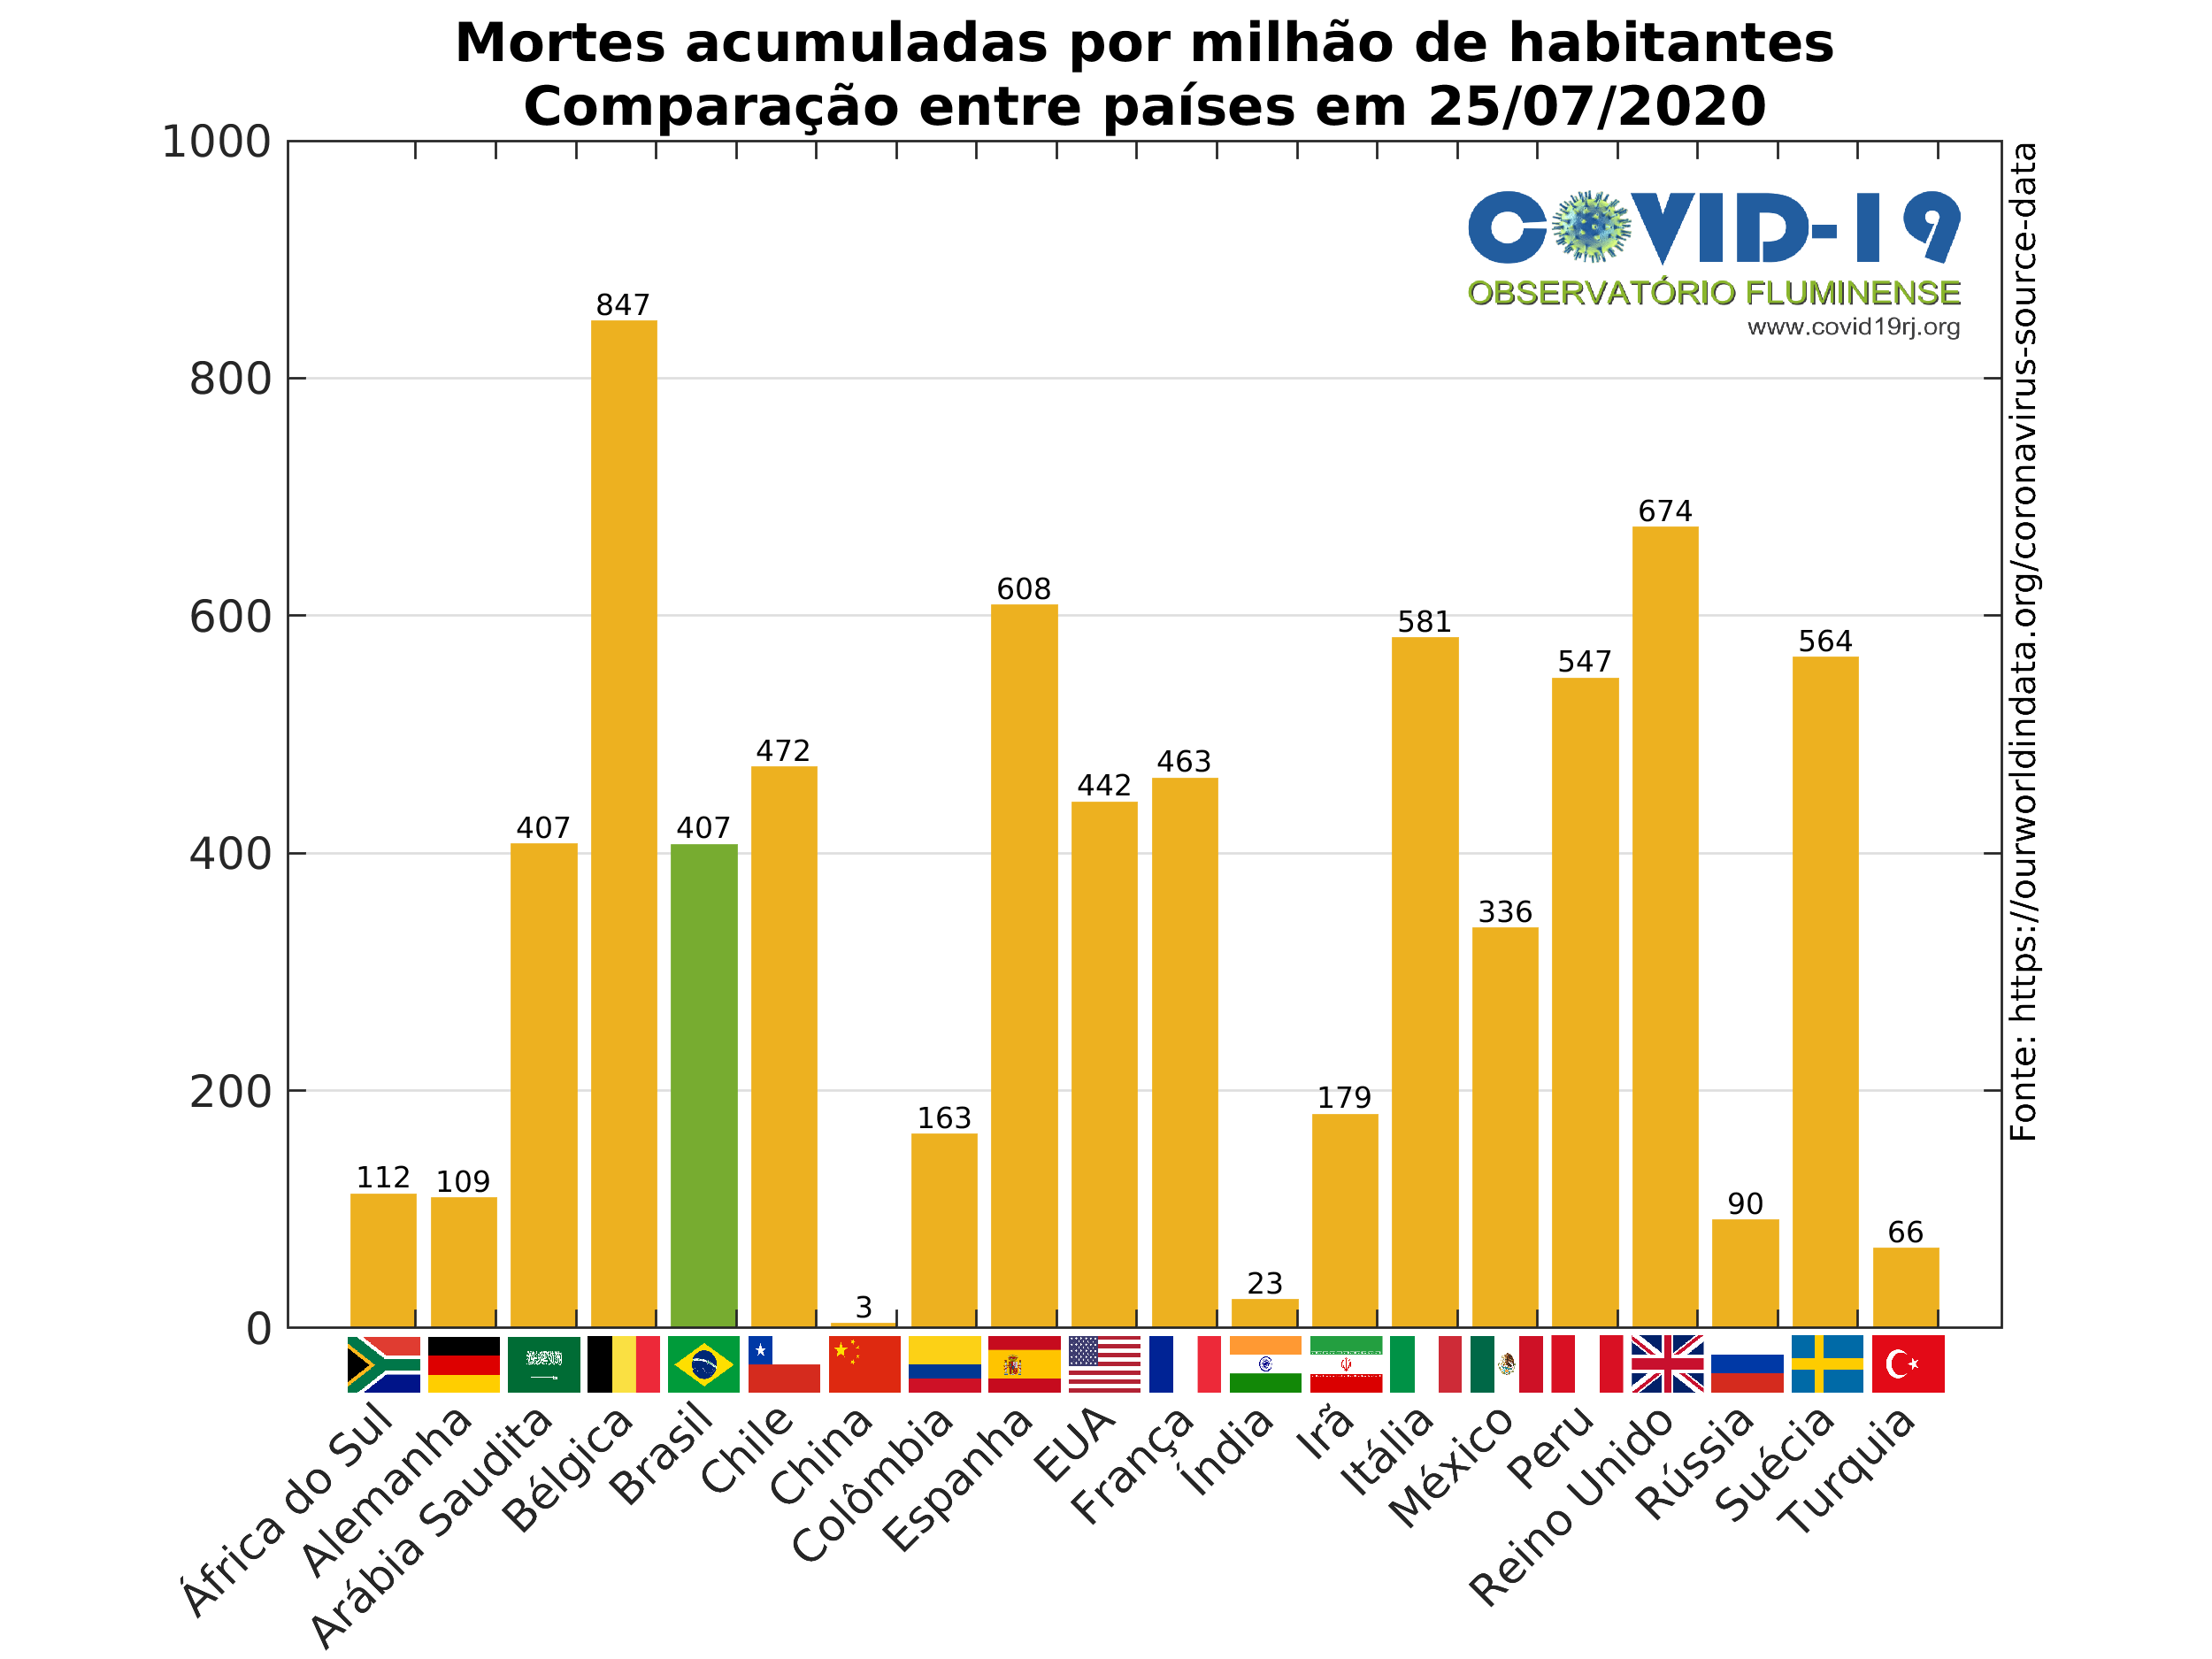 Mortes acumuladas por milhão de habitantes
Comparação entre países em 25/07/2020
1000
800
600
400
200
0
COVID-19
OBSERVATÓRIO FLUMINENSE
www.covid19rj.org
112
109
407
847
407
472
3
163
608
442
463
23
179
581
336
547
674
90
564
66
África do Sul
Alemanha
Arábia Saudita
Bélgica
Brasil
Chile
China
Colômbia
Espanha
EUA
França
Índia
Irã
Itália
México
Peru
Reino Unido
Rússia
Suécia
Turquia
Fonte: https://ourworldindata.org/coronavirus-source-data